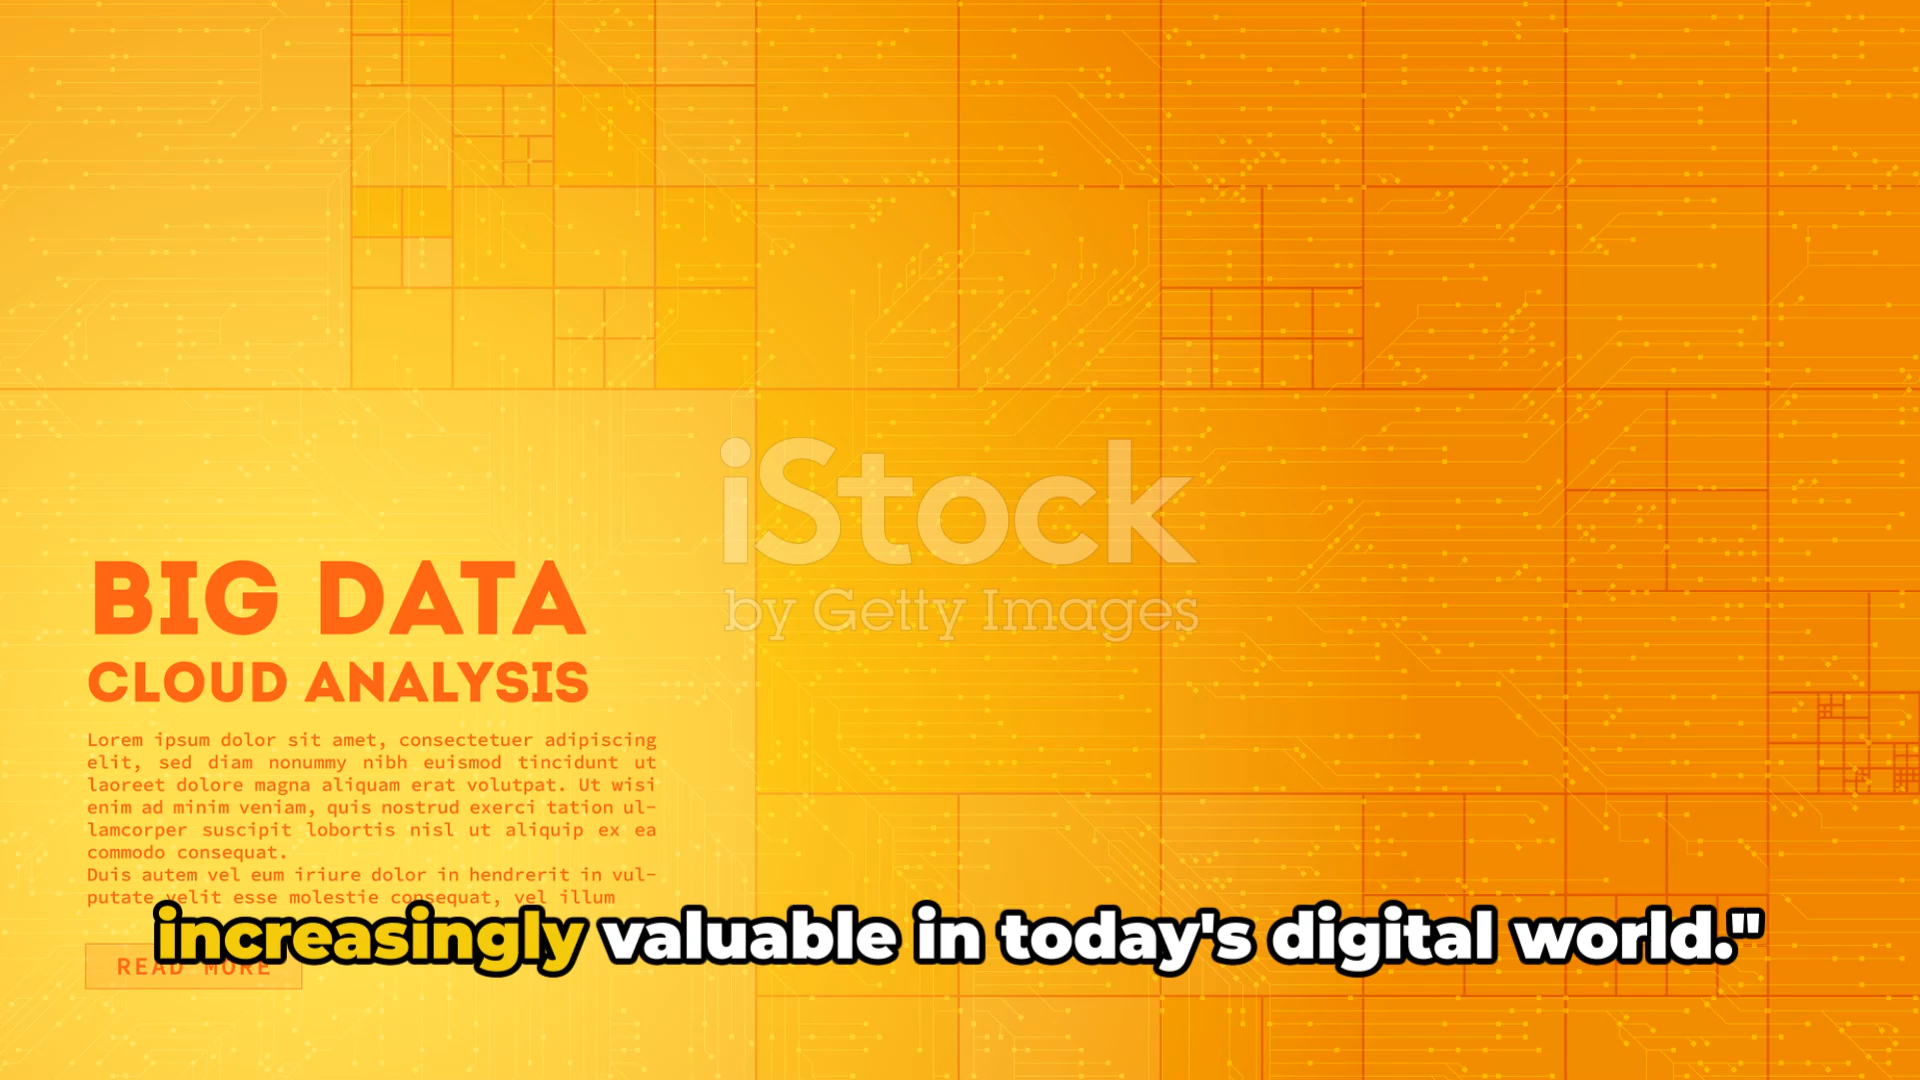 iStock
by Getty Images
BIG DATA
CLOUD ANALYSIS
Lorem ipsum dolor sit amet, consectetuer adipiscing
elit, sed diam nonummy nibh euismod tincidunt ut
laoreet dolore magna aliquam erat volutpat. Ut wisi
enim ad minim veniam, quis nostrud exerci tation ul-
lamcorper suscipit lobortis nisl ut aliquip ex ea
commodo consequat.
Duis autem vel eum iriure dolor in hendrerit in vul-
putate velit esse molestie consequat, vel illum
increasingly valuable in today's digital world."
READ MORE